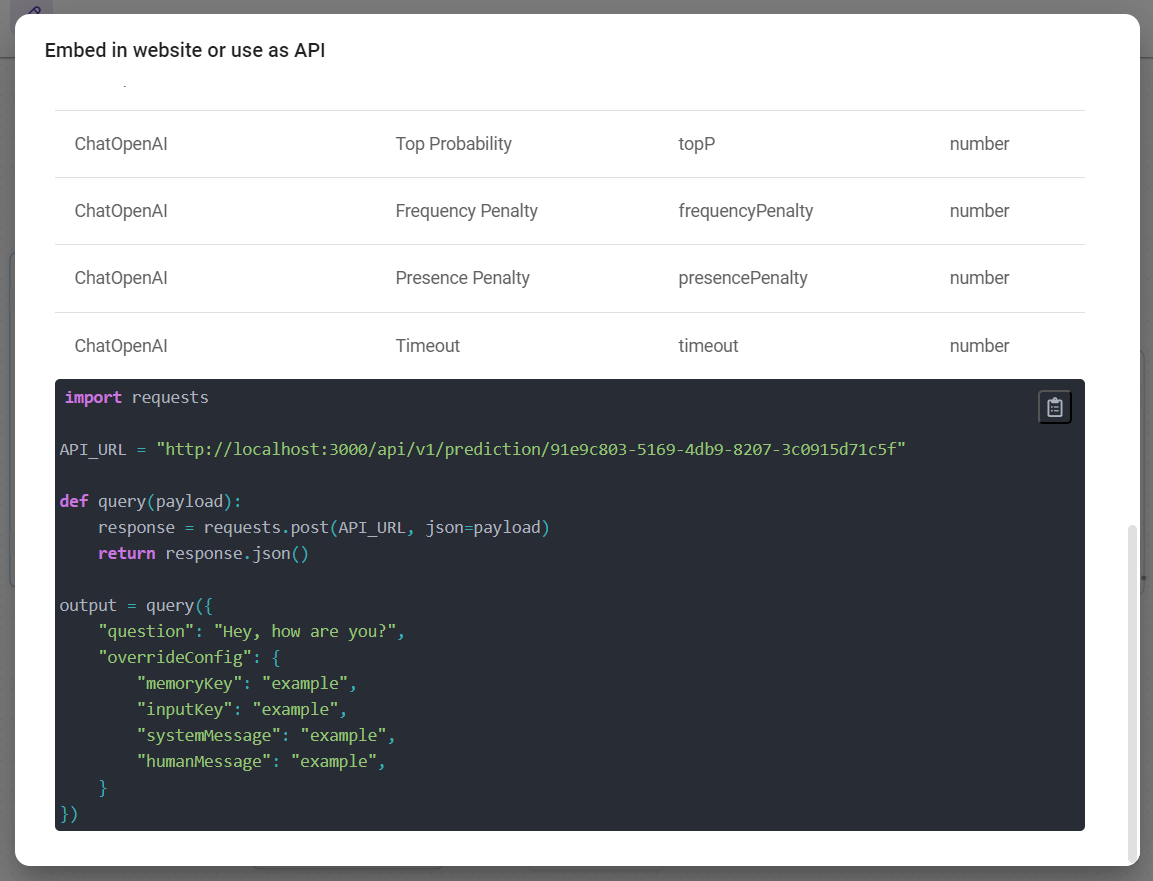 Embed in website or use as API
ChatOpenAI Top Probability topP number
ChatOpenAI Frequency Penalty frequencyPenalty number
ChatOpenAI Presence Penalty presencePenalty number
ChatOpenAI Timeout timeout number
import requests
API_URL = "http://localhost:3000/api/v1/prediction/91e9c803-5169-4db9-8207-3c0915d71c5f"
def query(payload):
    response = requests.post(API_URL, json=payload)
    return response.json()
output = query({
    "question": "Hey, how are you?",
    "overrideConfig": {
        "memoryKey": "example",
        "inputKey": "example",
        "systemMessage": "example",
        "humanMessage": "example",
    }
})